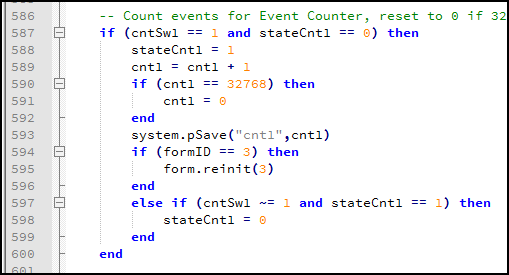 586 -- Count events for Event Counter, reset to 0 if 32
587 if (cntSw1 == 1 and stateCnt1 == 0) then
588 stateCnt1 = 1
589 cnt1 = cnt1 + 1
590 if (cnt1 == 32768) then
591 cnt1 = 0
592 end
593 system.pSave("cnt1",cnt1)
594 if (formID == 3) then
595 form.reinit(3)
596 end
597 else if (cntSw1 ~= 1 and stateCnt1 == 1) then
598 stateCnt1 = 0
599 end
600 end